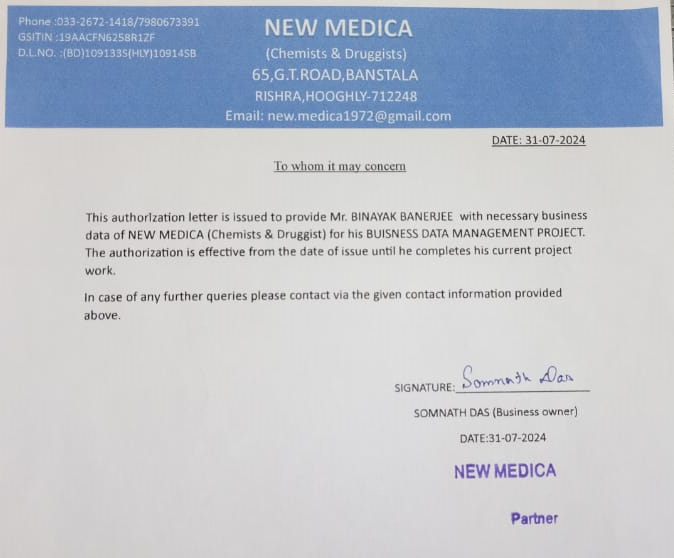 Phone :033-2672-1418/7980673391
GSITIN :19AACFN6258R1ZF
D.L.NO. :(BD)109133S(HLY)10914SB
NEW MEDICA
(Chemists & Druggists)
65,G.T.ROAD,BANSTALA
RISHRA,HOOGHLY-712248
Email: new.medica1972@gmail.com
DATE: 31-07-2024
To whom it may concern
This authorIzation letter is issued to provide Mr. BINAYAK BANERJEE with necessary business
data of NEW MEDICA (Chemists & Druggist) for his BUISNESS DATA MANAGEMENT PROJECT.
The authorization is effective from the date of issue until he completes his current project
work.
In case of any further queries please contact via the given contact information provided
above.
SIGNATURE: Somnath Das
SOMNATH DAS (Business owner)
DATE:31-07-2024
NEW MEDICA
Partner